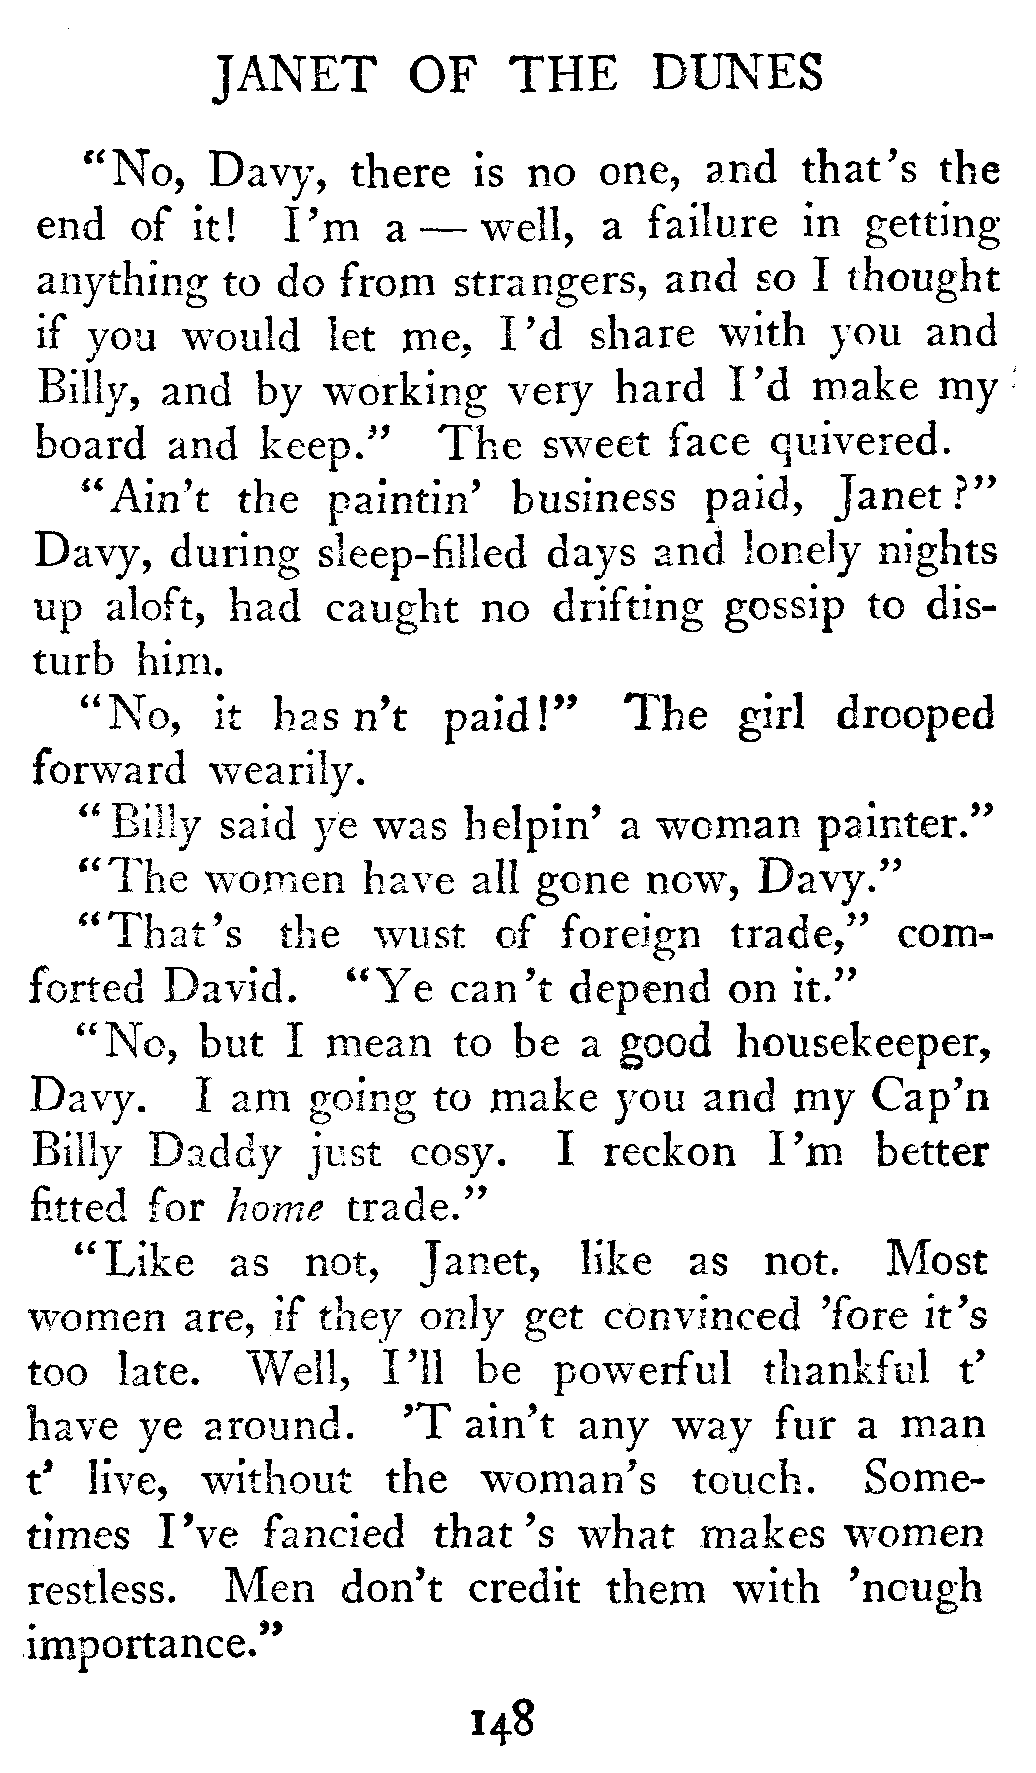 JANET OF THE DUNES
"No, Davy, there is no one, and that's the
end of it! I'm a — well, a failure in getting
anything to do from strangers, and so I thought
if you would let me, I'd share with you and
Billy, and by working very hard I'd make my
board and keep." The sweet face quivered.
"Ain't the paintin' business paid, Janet?"
Davy, during sleep-filled days and lonely nights
up aloft, had caught no drifting gossip to dis-
turb him.
"No, it has n't paid!" The girl drooped
forward wearily.
"Billy said ye was helpin' a woman painter."
"The women have all gone now, Davy."
"That's the wust of foreign trade," com-
forted David. "Ye can't depend on it."
"No, but I mean to be a good housekeeper,
Davy. I am going to make you and my Cap'n
Billy Daddy just cosy. I reckon I'm better
fitted for home trade."
"Like as not, Janet, like as not. Most
women are, if they only get convinced 'fore it's
too late. Well, I'll be powerful thankful t'
have ye around. 'T ain't any way fur a man
t' live, without the woman's touch. Some-
times I've fancied that's what makes women
restless. Men don't credit them with 'nough
importance."
148